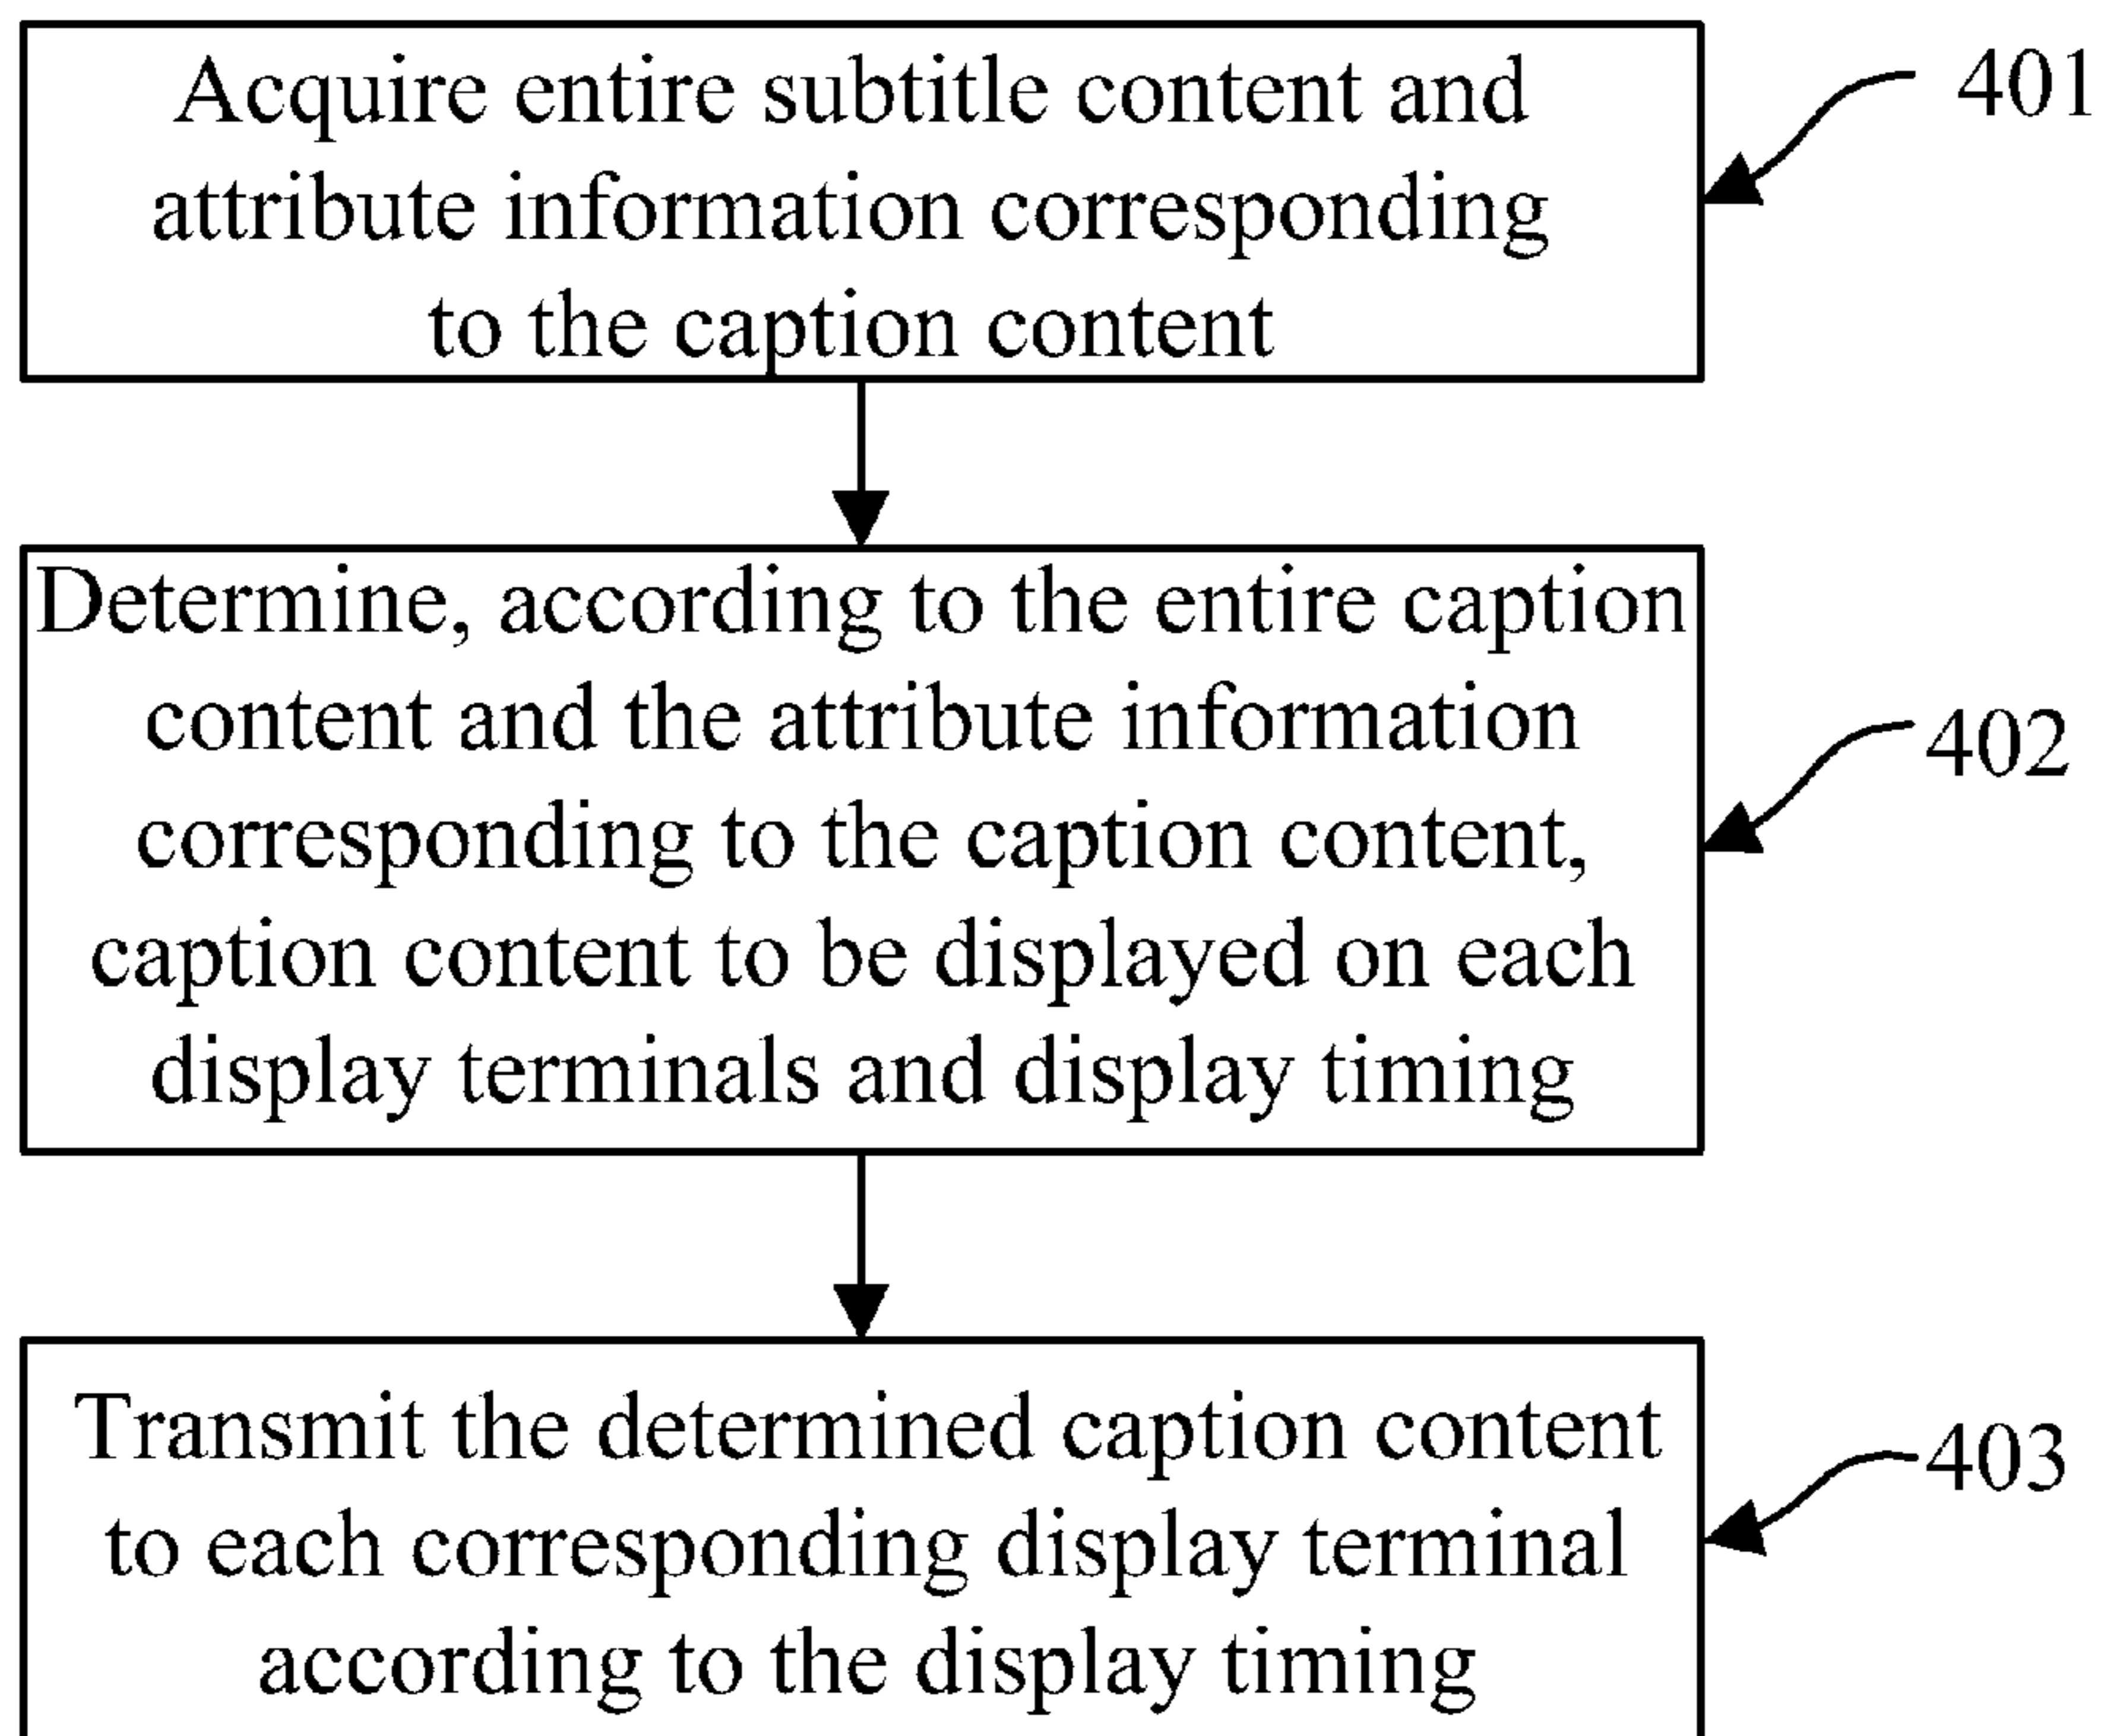 Acquire entire subtitle content and
attribute information corresponding
to the caption content
401
Determine, according to the entire caption
content and the attribute information
corresponding to the caption content,
caption content to be displayed on each
display terminals and display timing
402
Transmit the determined caption content
to each corresponding display terminal
according to the display timing
403